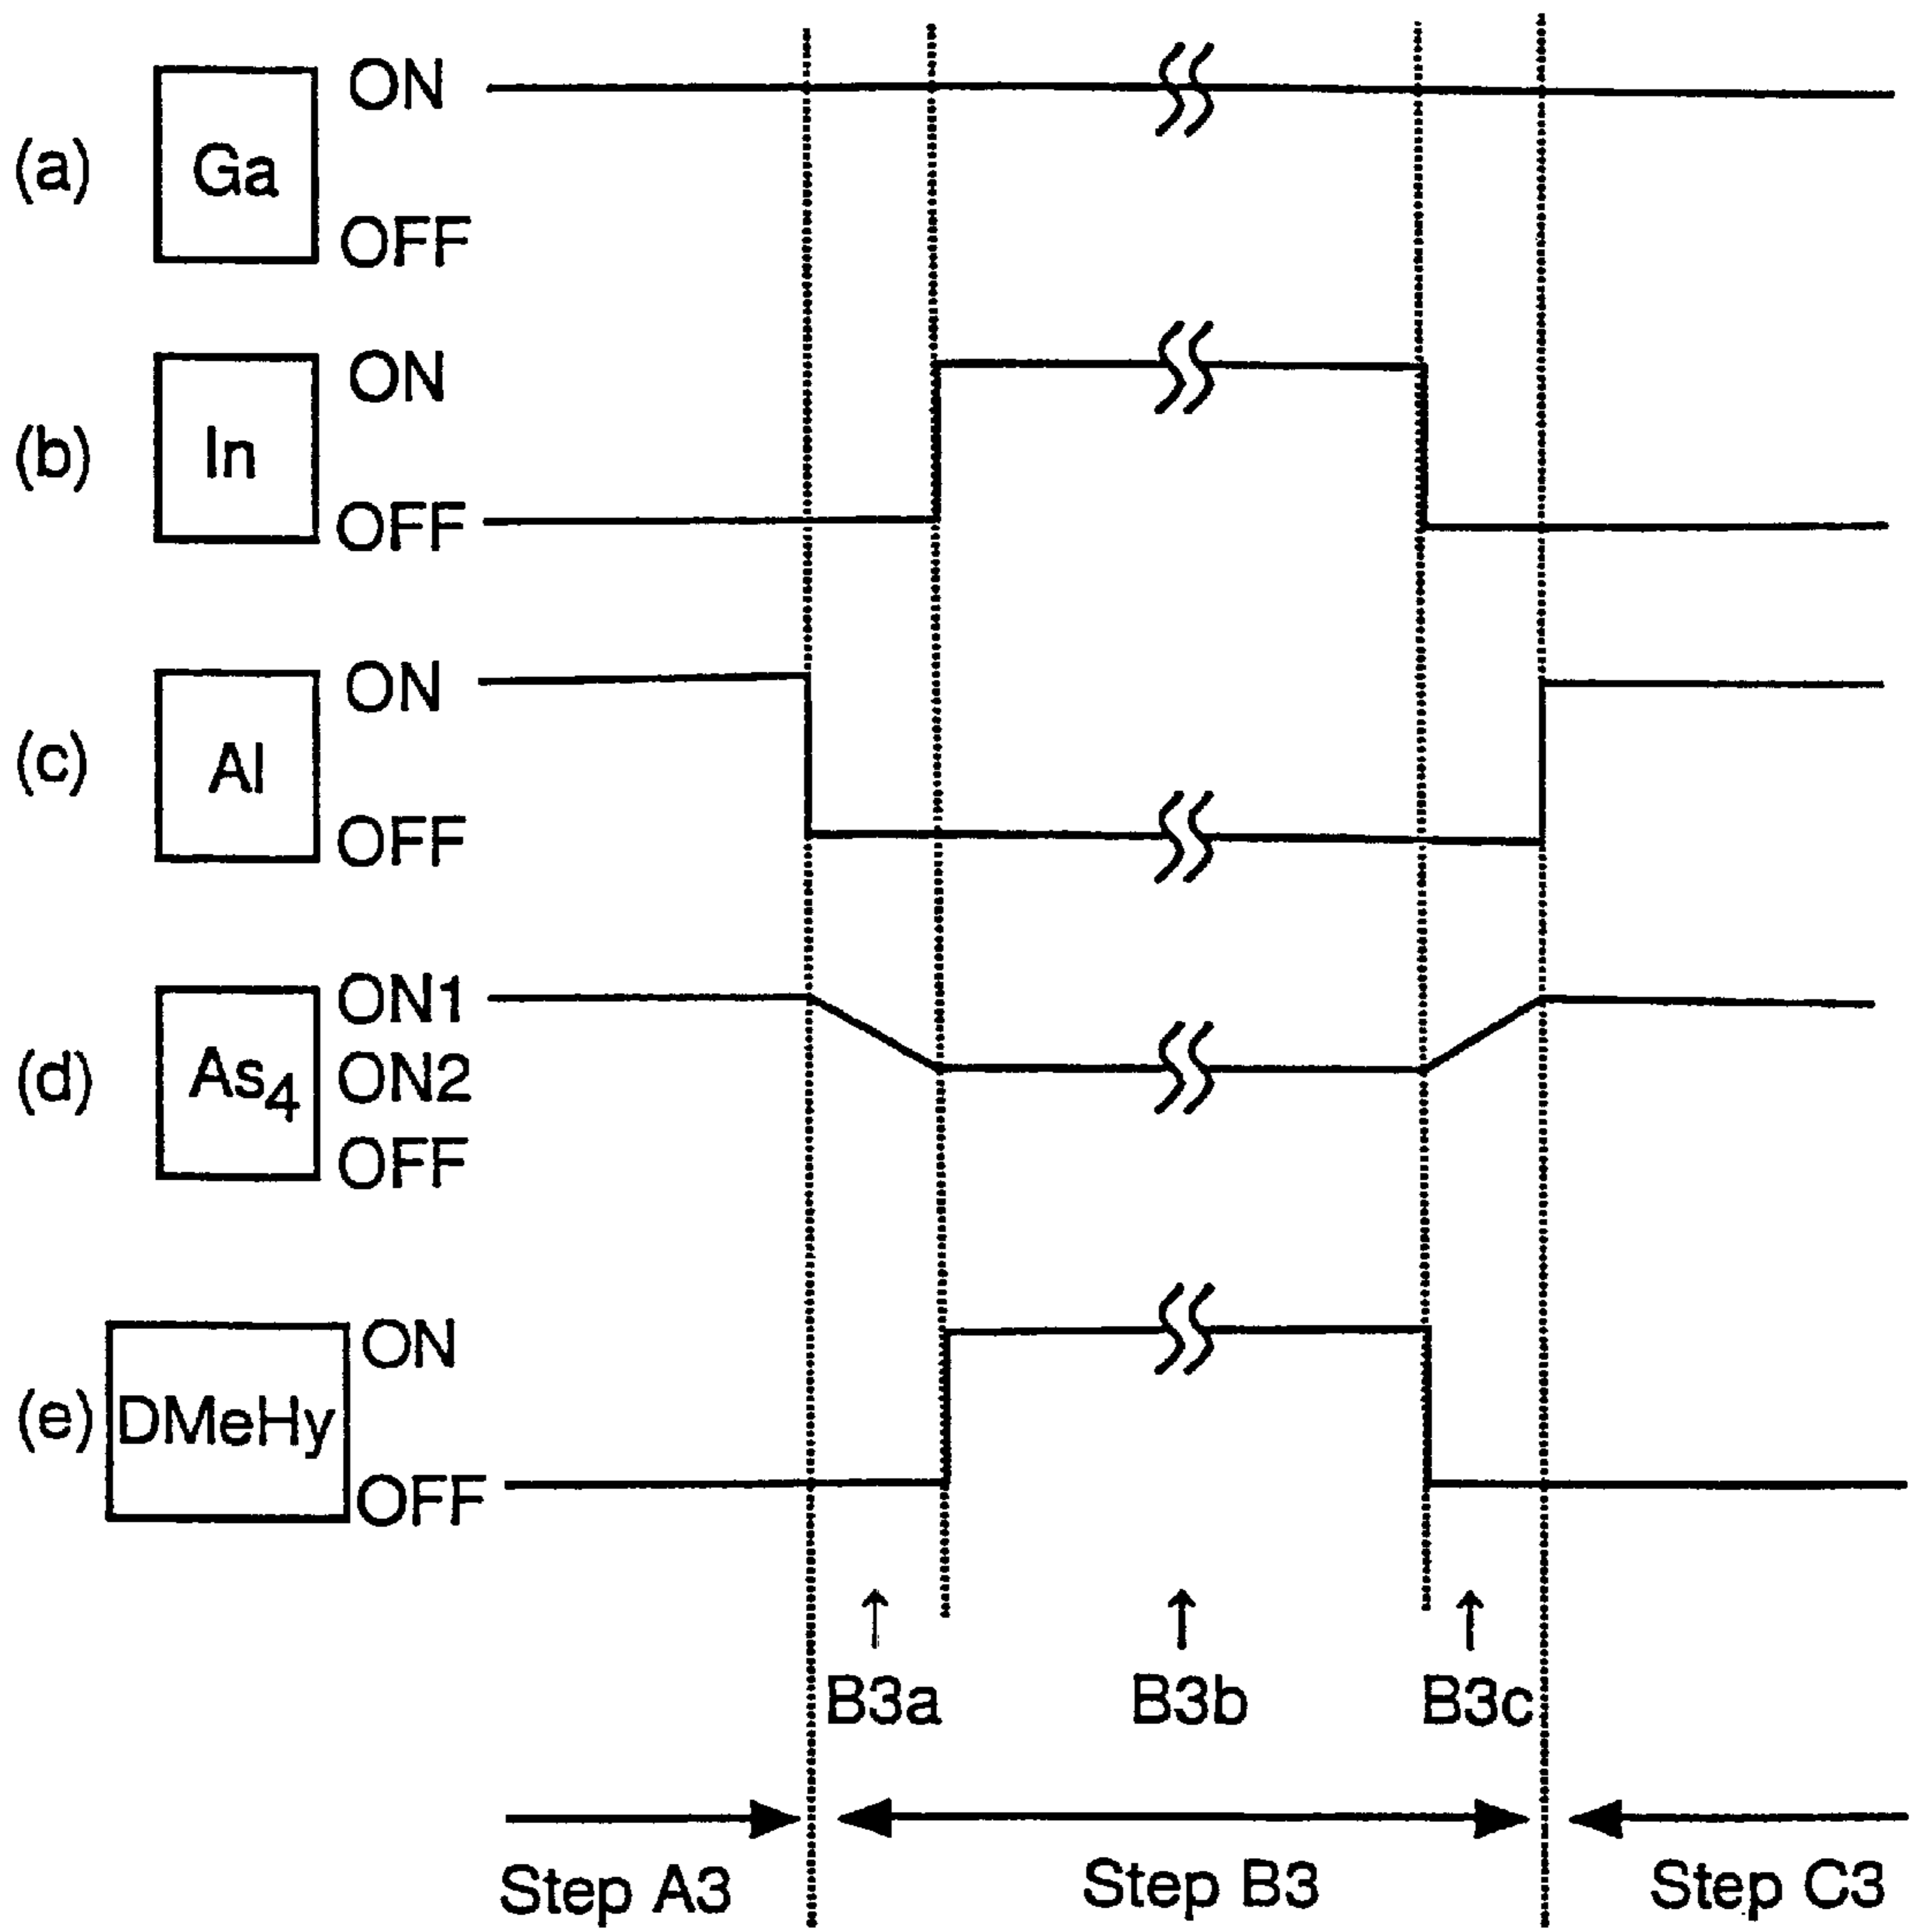 ON
(a) Ga
OFF
ON
(b) In
OFF
ON
(c) Al
OFF
ON1
(d) As4 ON2
OFF
ON
(e) DMeHy
OFF
B3a B3b B3c
Step A3 Step B3 Step C3